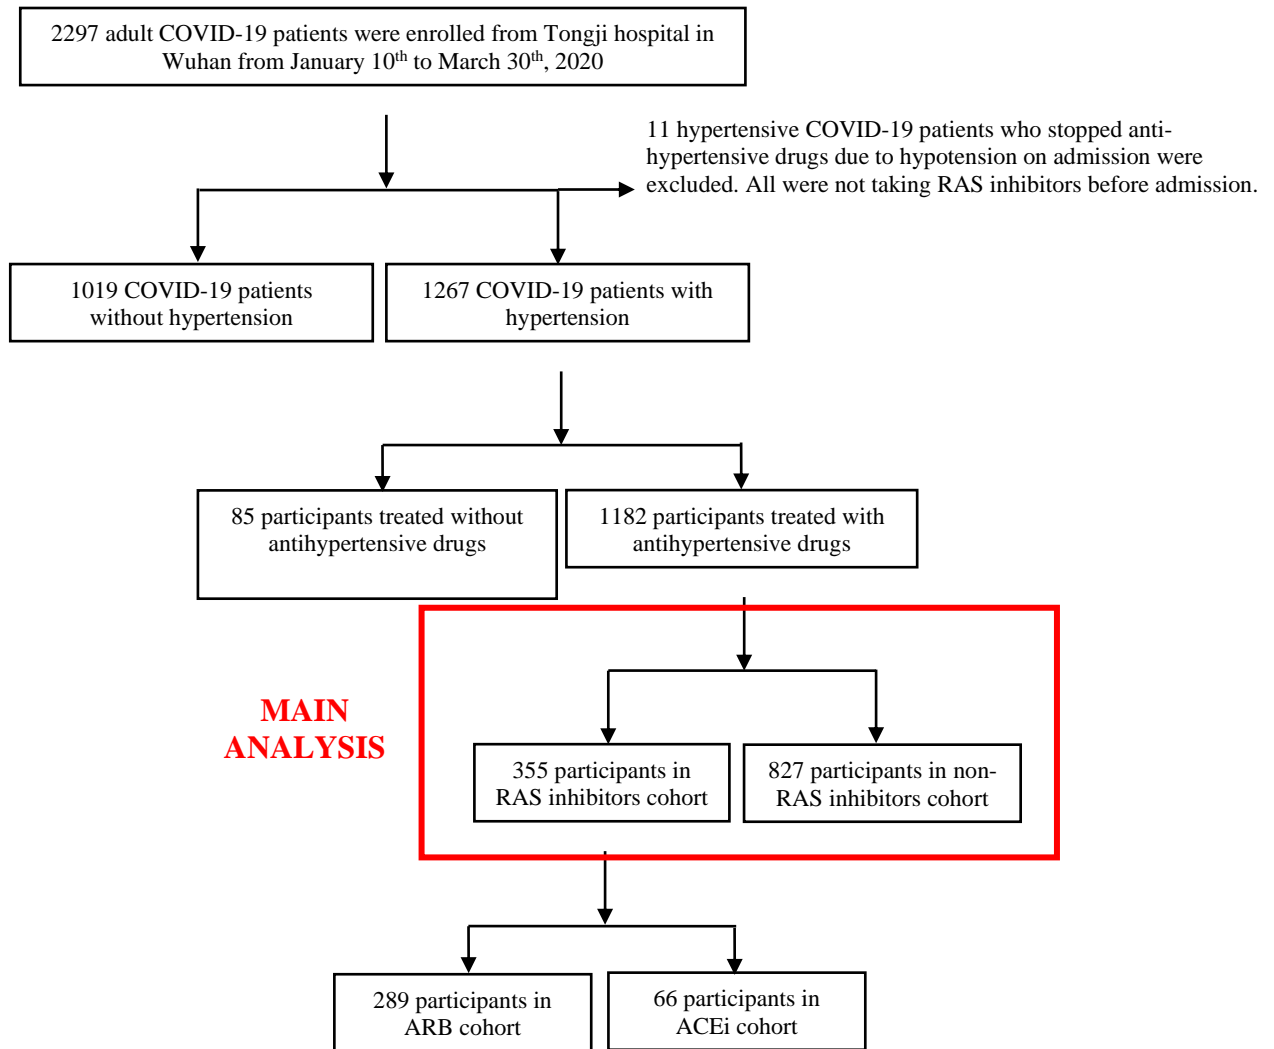 2297 adult COVID-19 patients were enrolled from Tongji hospital in
Wuhan from January 10th to March 30th, 2020
11 hypertensive COVID-19 patients who stopped anti-
hypertensive drugs due to hypotension on admission were
excluded. All were not taking RAS inhibitors before admission.
1019 COVID-19 patients
without hypertension
1267 COVID-19 patients with
hypertension
85 participants treated without
antihypertensive drugs
1182 participants treated with
antihypertensive drugs
MAIN
ANALYSIS
355 participants in
RAS inhibitors cohort
827 participants in non-
RAS inhibitors cohort
289 participants in
ARB cohort
66 participants in
ACEi cohort